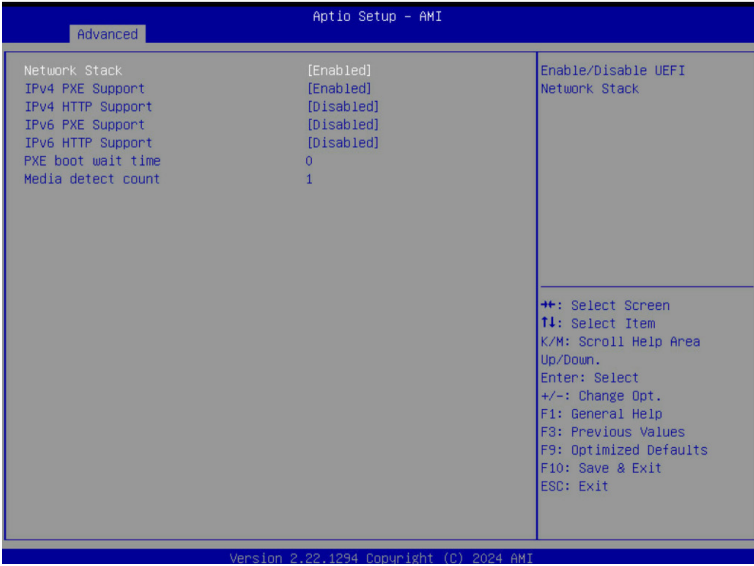 Aptio Setup – AMI
Advanced
Network Stack [Enabled]
IPv4 PXE Support [Enabled]
IPv4 HTTP Support [Disabled]
IPv6 PXE Support [Disabled]
IPv6 HTTP Support [Disabled]
PXE boot wait time 0
Media detect count 1
Enable/Disable UEFI
Network Stack
→←: Select Screen
↑↓: Select Item
K/M: Scroll Help Area
Up/Down.
Enter: Select
+/-: Change Opt.
F1: General Help
F3: Previous Values
F9: Optimized Defaults
F10: Save & Exit
ESC: Exit
Version 2.22.1294 Copyright (C) 2024 AMI